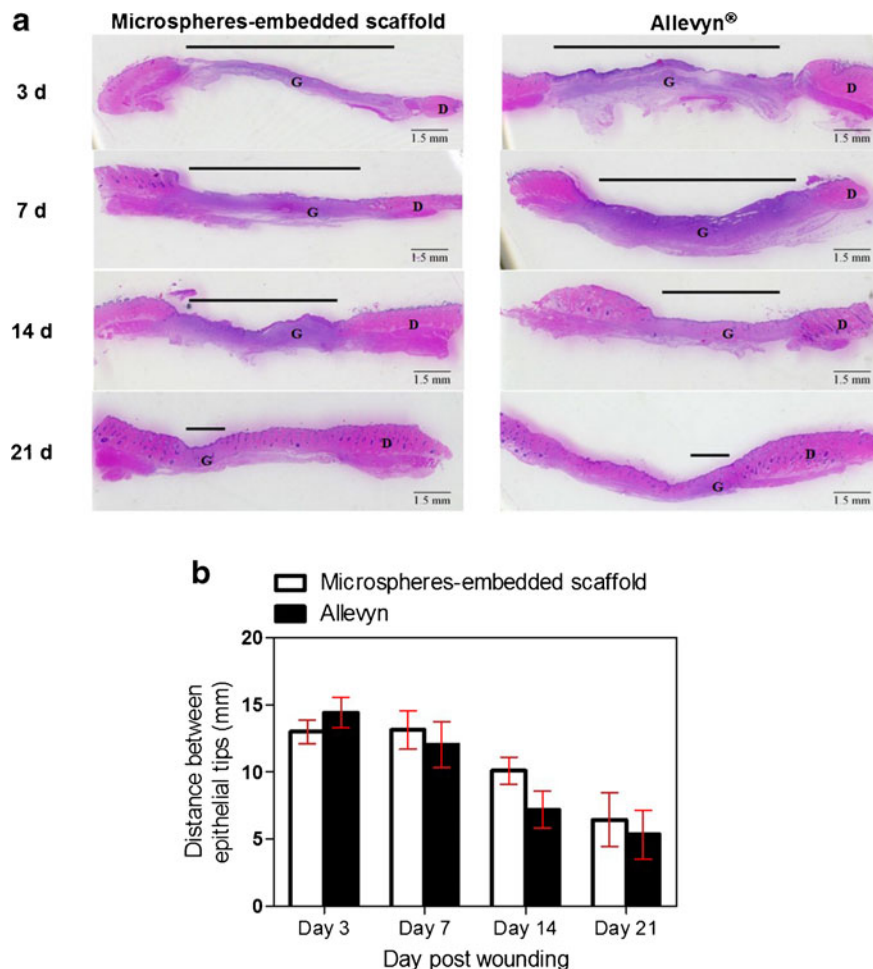 a
Microspheres-embedded scaffold
Allevyn®
3 d
G
D
1.5 mm
G
D
1.5 mm
7 d
G
D
1.5 mm
G
D
1.5 mm
14 d
G
D
1.5 mm
G
D
1.5 mm
21 d
G
D
1.5 mm
G
D
1.5 mm
b
Microspheres-embedded scaffold
Allevyn
Distance between
epithelial tips (mm)
20
15
10
5
0
Day 3 Day 7 Day 14 Day 21
Day post wounding